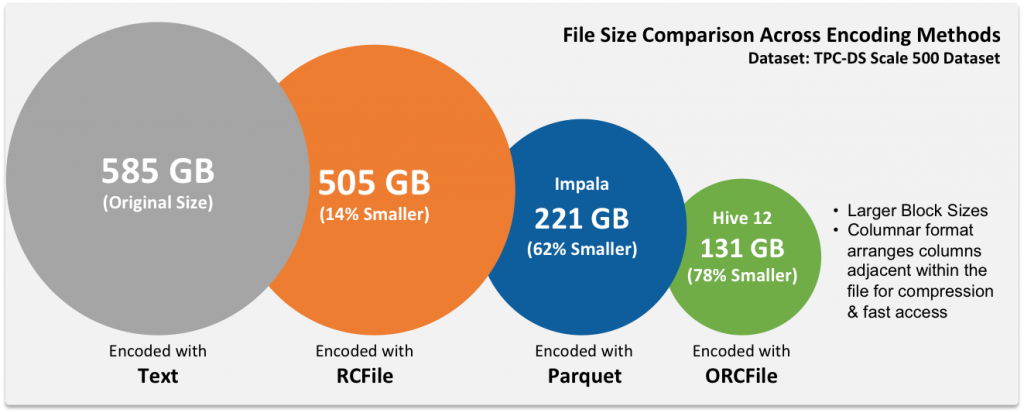 File Size Comparison Across Encoding Methods
Dataset: TPC-DS Scale 500 Dataset
585 GB
(Original Size)
505 GB
(14% Smaller)
Impala
221 GB
(62% Smaller)
Hive 12
131 GB
(78% Smaller)
• Larger Block Sizes
• Columnar format
arranges columns
adjacent within the
file for compression
& fast access
Encoded with
Text
Encoded with
RCFile
Encoded with
Parquet
Encoded with
ORCFile